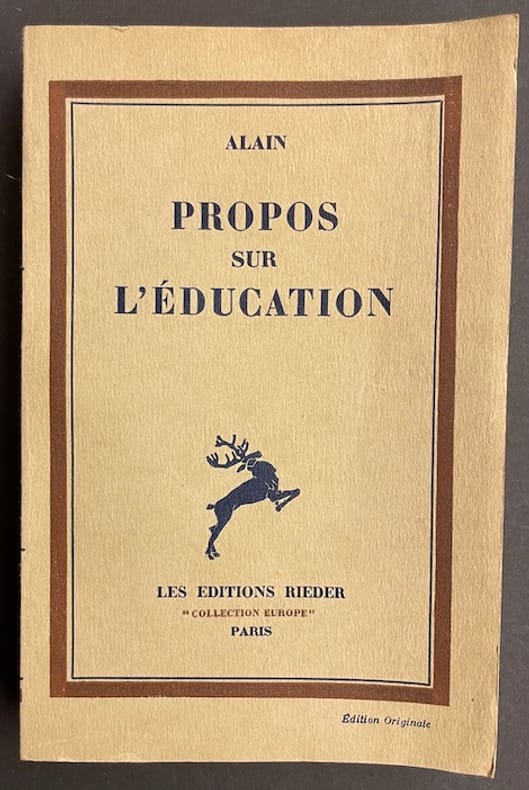 ALAIN
PROPOS
SUR
L'ÉDUCATION
LES EDITIONS RIEDER
"COLLECTION EUROPE"
PARIS
Édition Originale